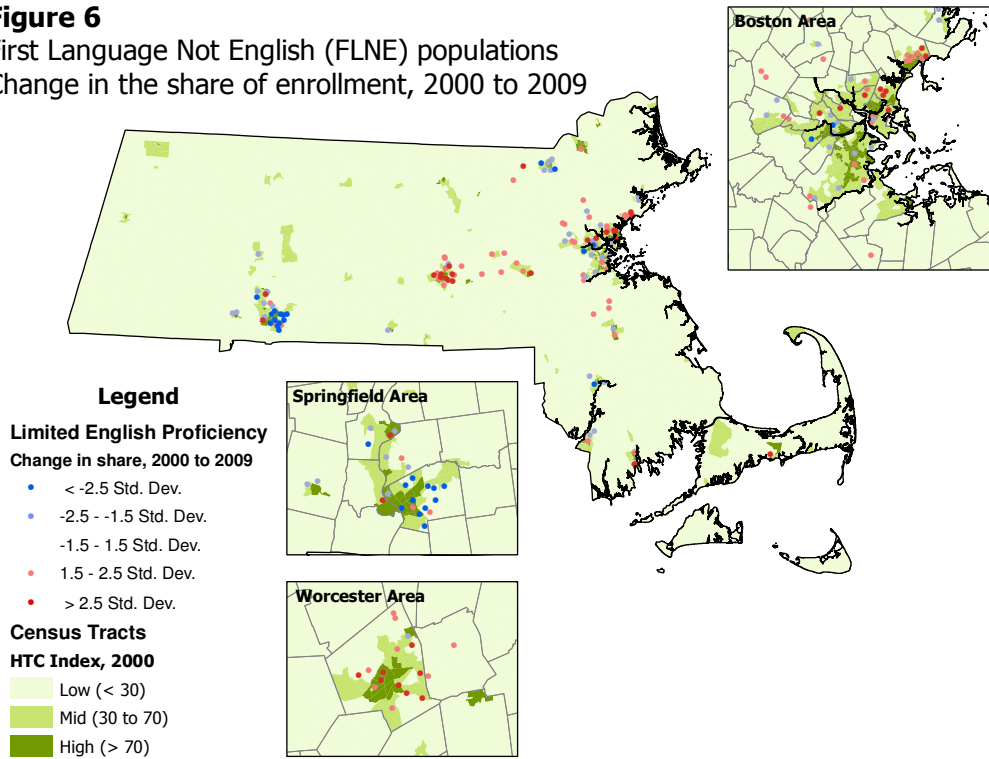 Figure 6
First Language Not English (FLNE) populations
Change in the share of enrollment, 2000 to 2009
Boston Area
Legend
Limited English Proficiency
Change in share, 2000 to 2009
< -2.5 Std. Dev.
-2.5 - -1.5 Std. Dev.
-1.5 - 1.5 Std. Dev.
1.5 - 2.5 Std. Dev.
> 2.5 Std. Dev.
Census Tracts
HTC Index, 2000
Low (< 30)
Mid (30 to 70)
High (> 70)
Springfield Area
Worcester Area